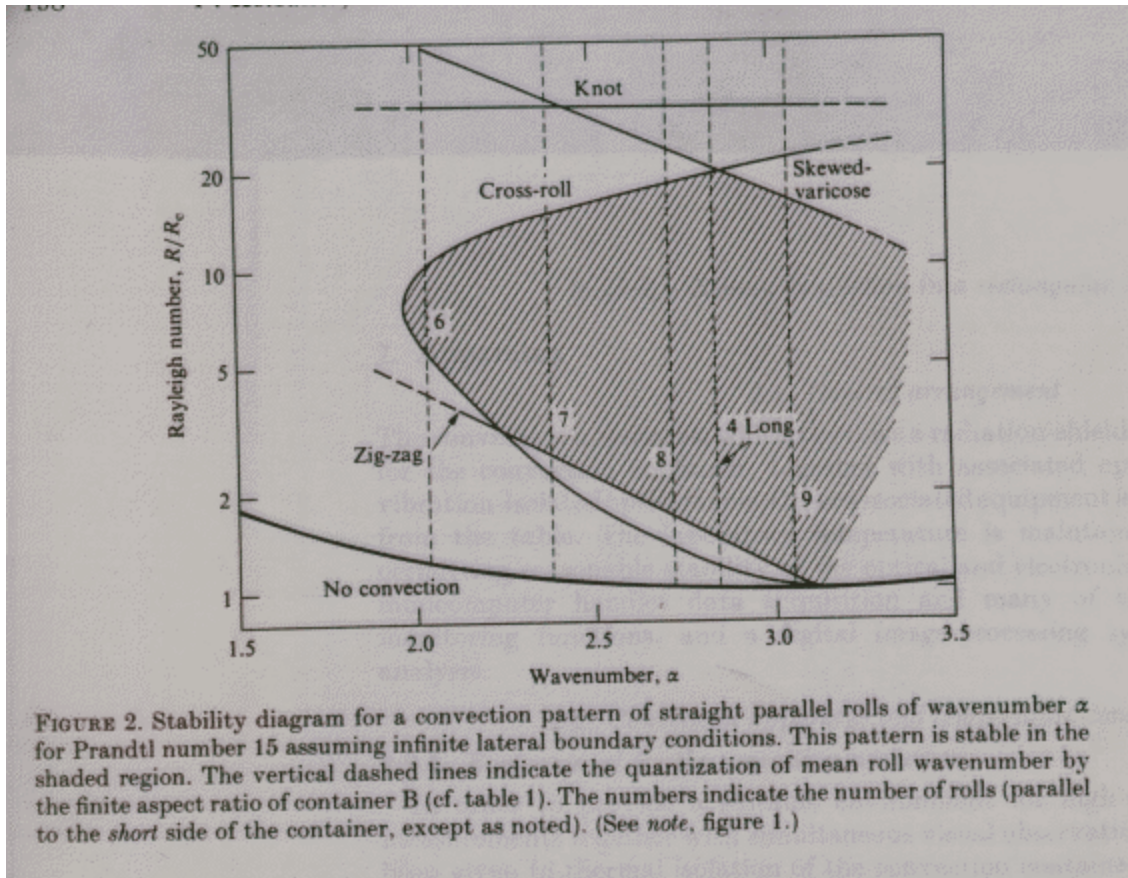 50
Knot
20
Cross-roll
Skewed-
varicose
Rayleigh number, R/Rc
10
6
5
7
4 Long
Zig-zag
8
9
2
No convection
1
1.5 2.0 2.5 3.0 3.5
Wavenumber, α
FIGURE 2. Stability diagram for a convection pattern of straight parallel rolls of wavenumber α
for Prandtl number 15 assuming infinite lateral boundary conditions. This pattern is stable in the
shaded region. The vertical dashed lines indicate the quantization of mean roll wavenumber by
the finite aspect ratio of container B (cf. table 1). The numbers indicate the number of rolls (parallel
to the short side of the container, except as noted). (See note, figure 1.)